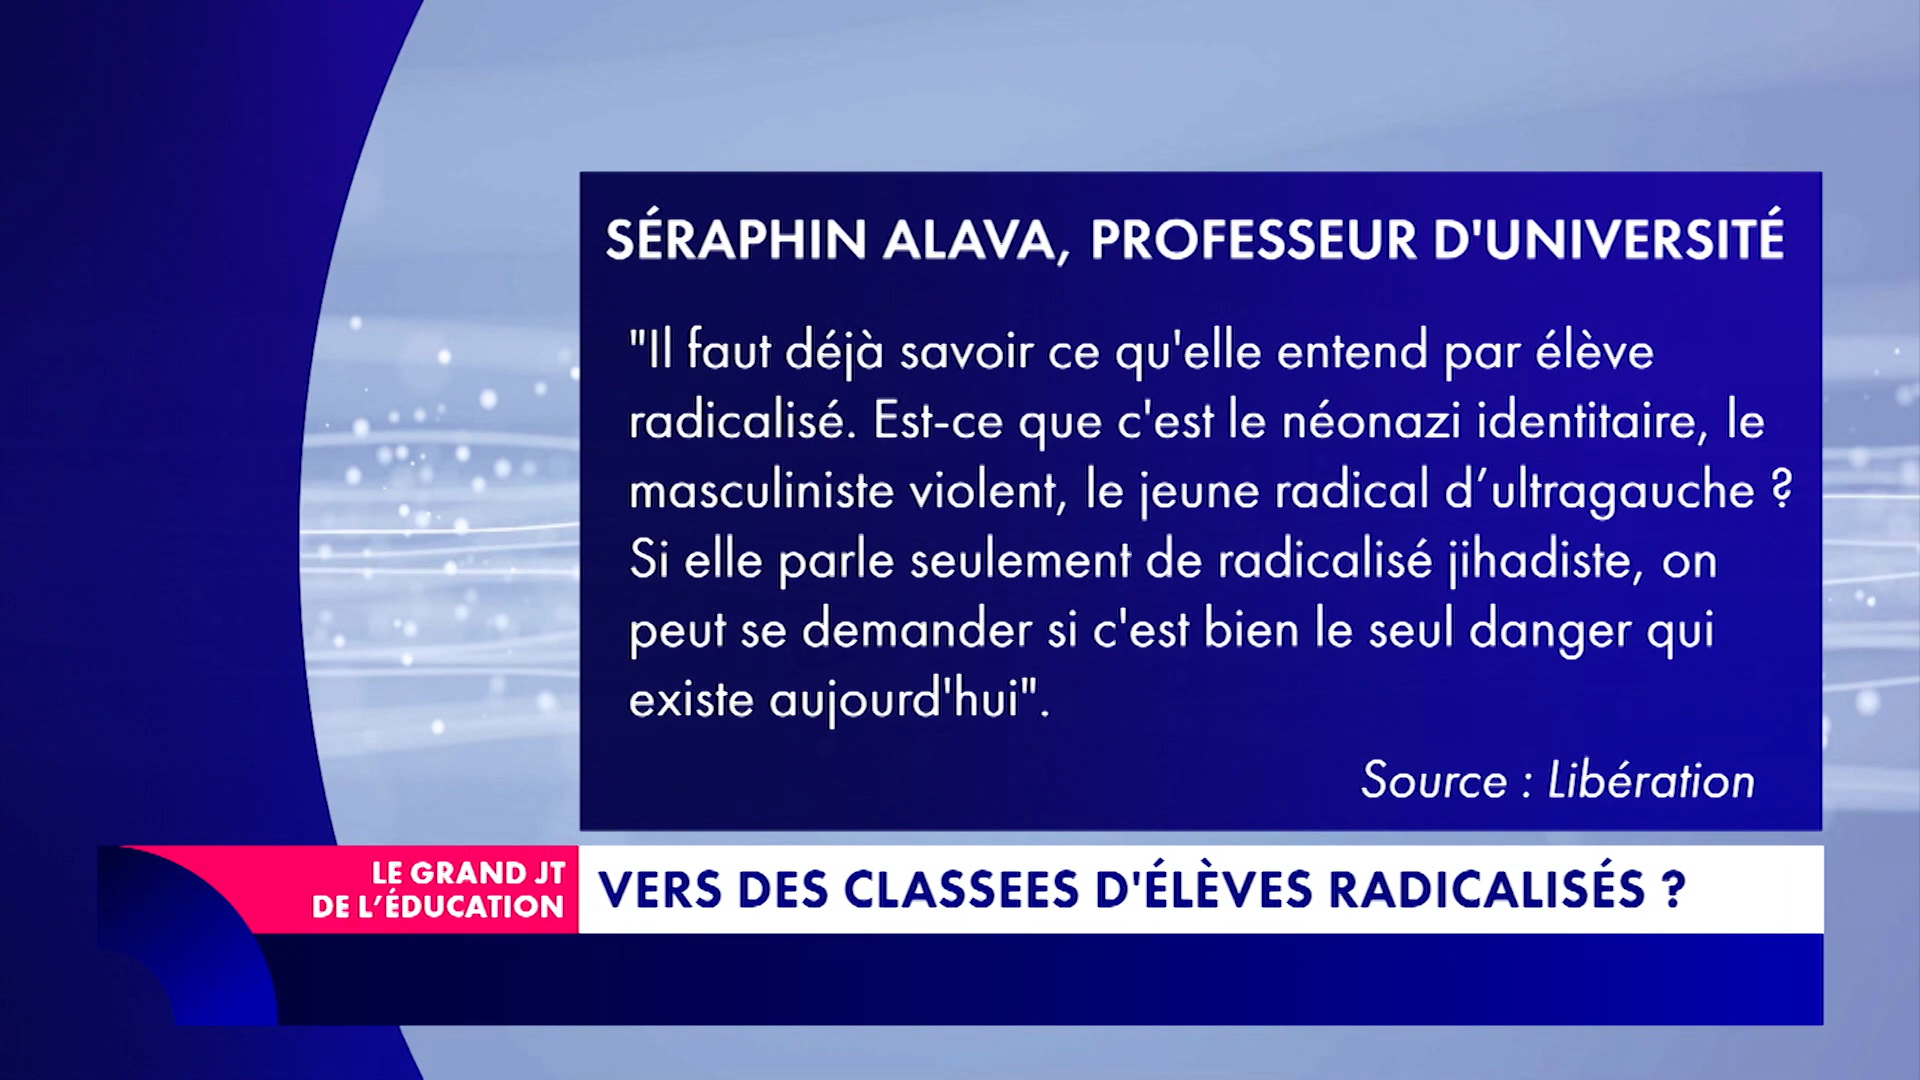 SÉRAPHIN ALAVA, PROFESSEUR D'UNIVERSITÉ
"Il faut déjà savoir ce qu'elle entend par élève
radicalisé. Est-ce que c'est le néonazi identitaire, le
masculiniste violent, le jeune radical d’ultragauche ?
Si elle parle seulement de radicalisé jihadiste, on
peut se demander si c'est bien le seul danger qui
existe aujourd'hui".
Source : Libération
LE GRAND JT
DE L’ÉDUCATION
VERS DES CLASSEES D'ÉLÈVES RADICALISÉS ?